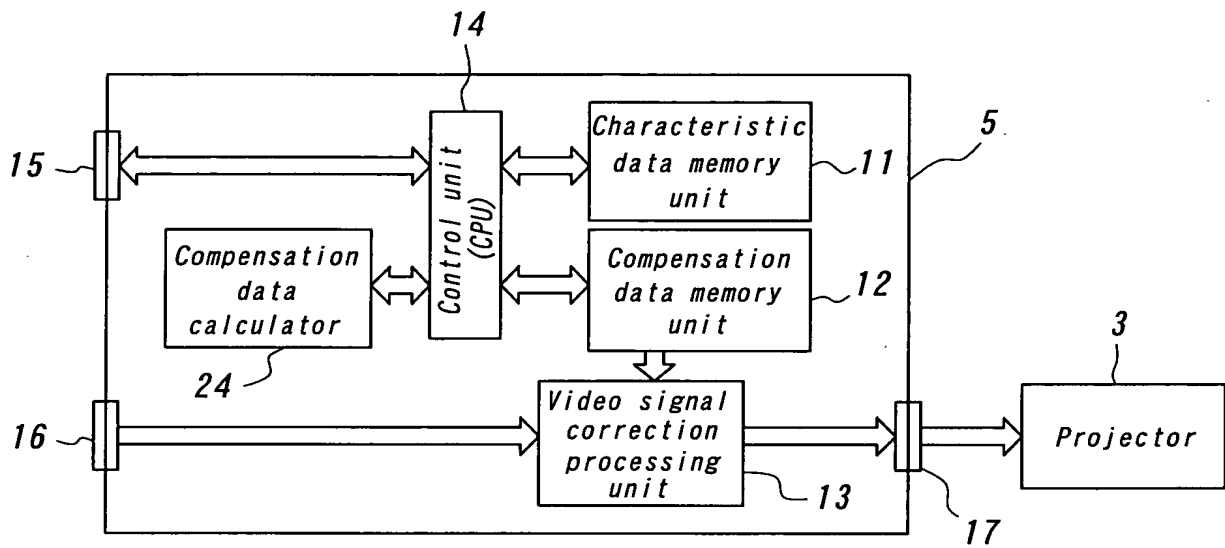 14
Characteristic
data memory
unit
5
15
11
Control unit
(CPU)
Compensation
data
calculator
Compensation
data memory
unit
12
24
3
16
Video signal
correction
processing
unit
Projector
13
17